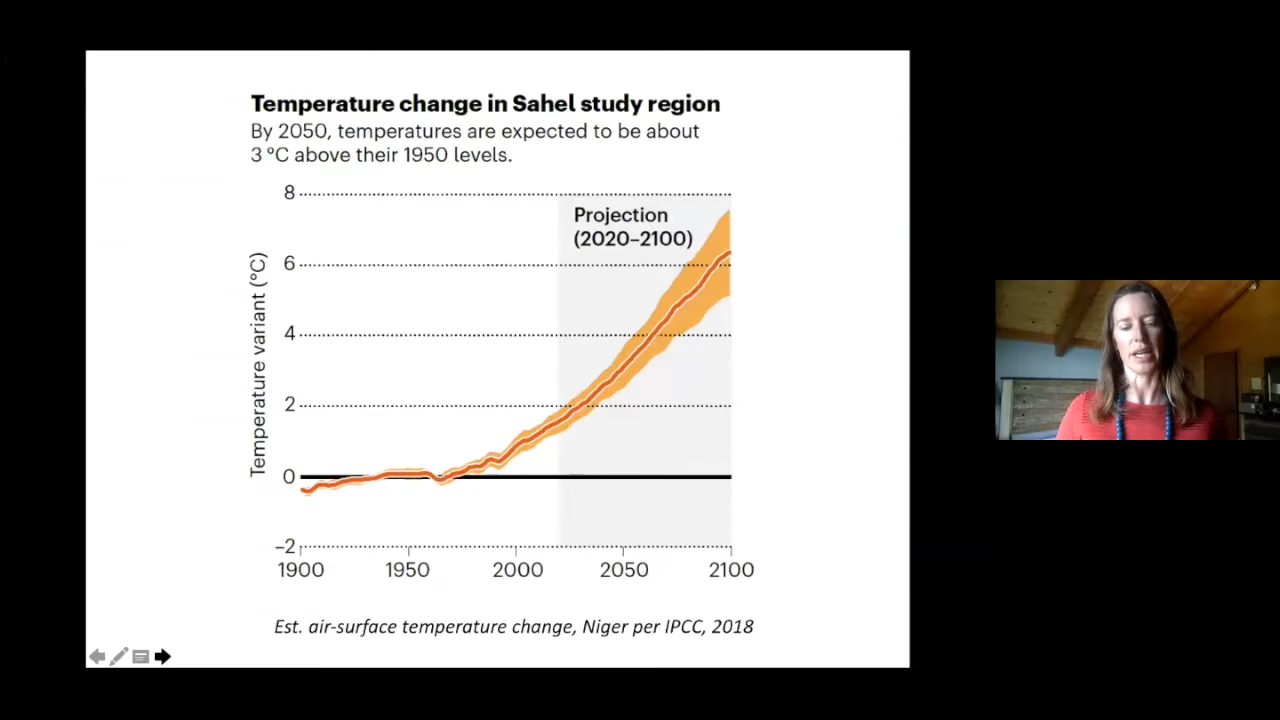 Temperature change in Sahel study region
By 2050, temperatures are expected to be about
3 °C above their 1950 levels.
8
Projection
(2020–2100)
6
4
2
0
–2
Temperature variant (°C)
1900 1950 2000 2050 2100
Est. air-surface temperature change, Niger per IPCC, 2018